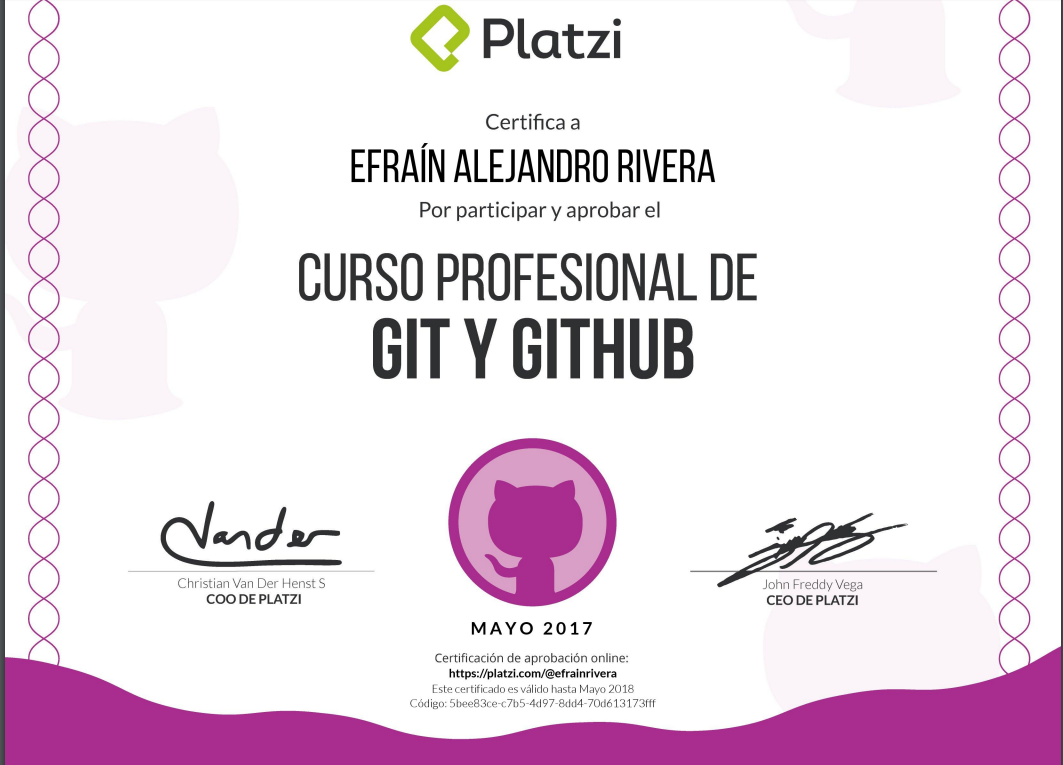 Platzi
Certifica a
EFRAÍN ALEJANDRO RIVERA
Por participar y aprobar el
CURSO PROFESIONAL DE
GIT Y GITHUB
Vander
Christian Van Der Henst S
COO DE PLATZI
John Freddy Vega
CEO DE PLATZI
MAYO 2017
Certificación de aprobación online:
https://platzi.com/@efrainrivera
Este certificado es válido hasta Mayo 2018
Código: 5bee83ce-c7b5-4d97-8dd4-70d613173fff